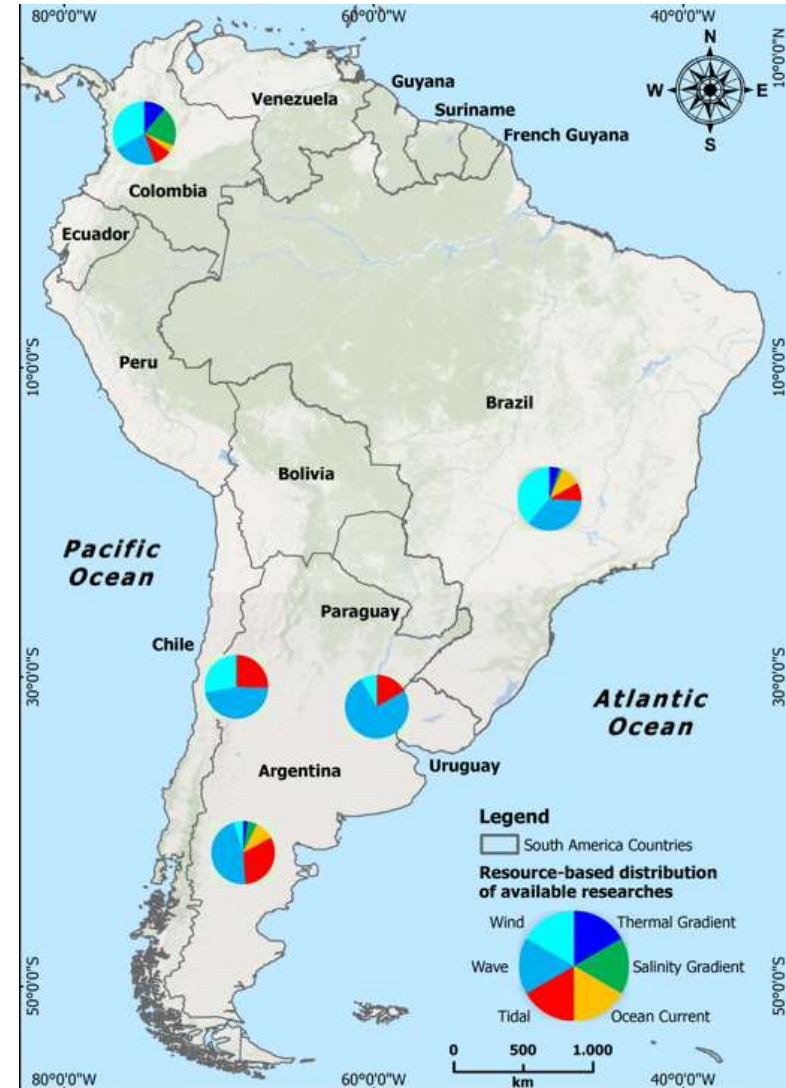 80°0'0"W
60°0'0"W
40°0'0"W
N
W
E
S
10°0'0"N
Guyana
Venezuela
Suriname
French Guyana
Colombia
Ecuador
Peru
10°0'0"S
10°0'0"S
Brazil
Bolivia
Pacific
Ocean
Paraguay
Chile
30°0'0"S
30°0'0"S
Atlantic
Ocean
Argentina
Uruguay
Legend
South America Countries
Resource-based distribution
of available researches
Wind
Thermal Gradient
Wave
Salinity Gradient
Tidal
Ocean Current
50°0'0"S
50°0'0"S
0 500 1.000
km
80°0'0"W
60°0'0"W
40°0'0"W